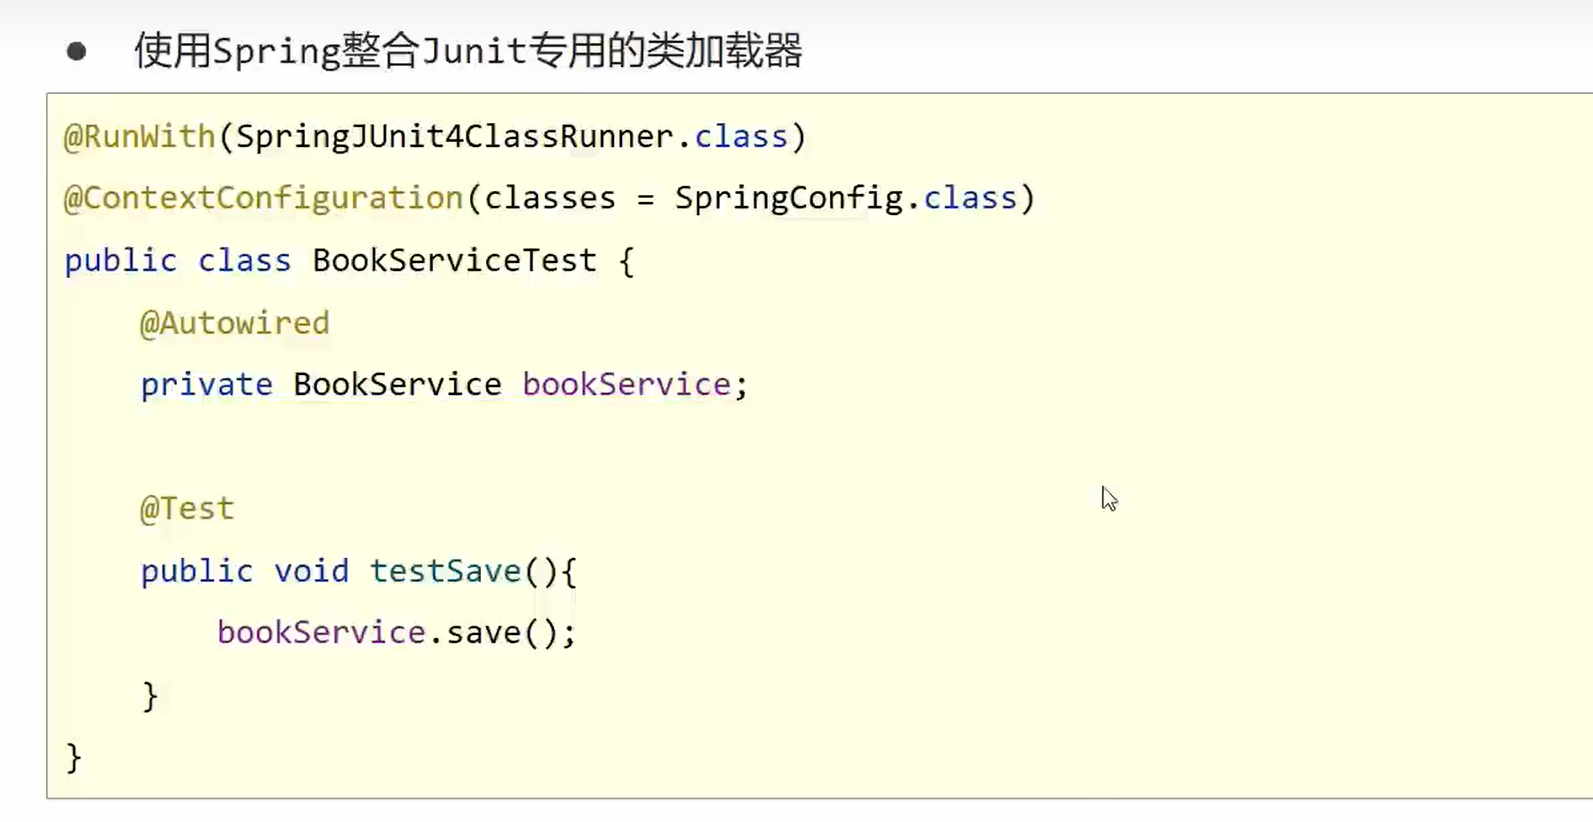 ● 使用Spring整合Junit专用的类加载器
@RunWith(SpringJUnit4ClassRunner.class)
@ContextConfiguration(classes = SpringConfig.class)
public class BookServiceTest {
@Autowired
private BookService bookService;
@Test
public void testSave(){
bookService.save();
}
}